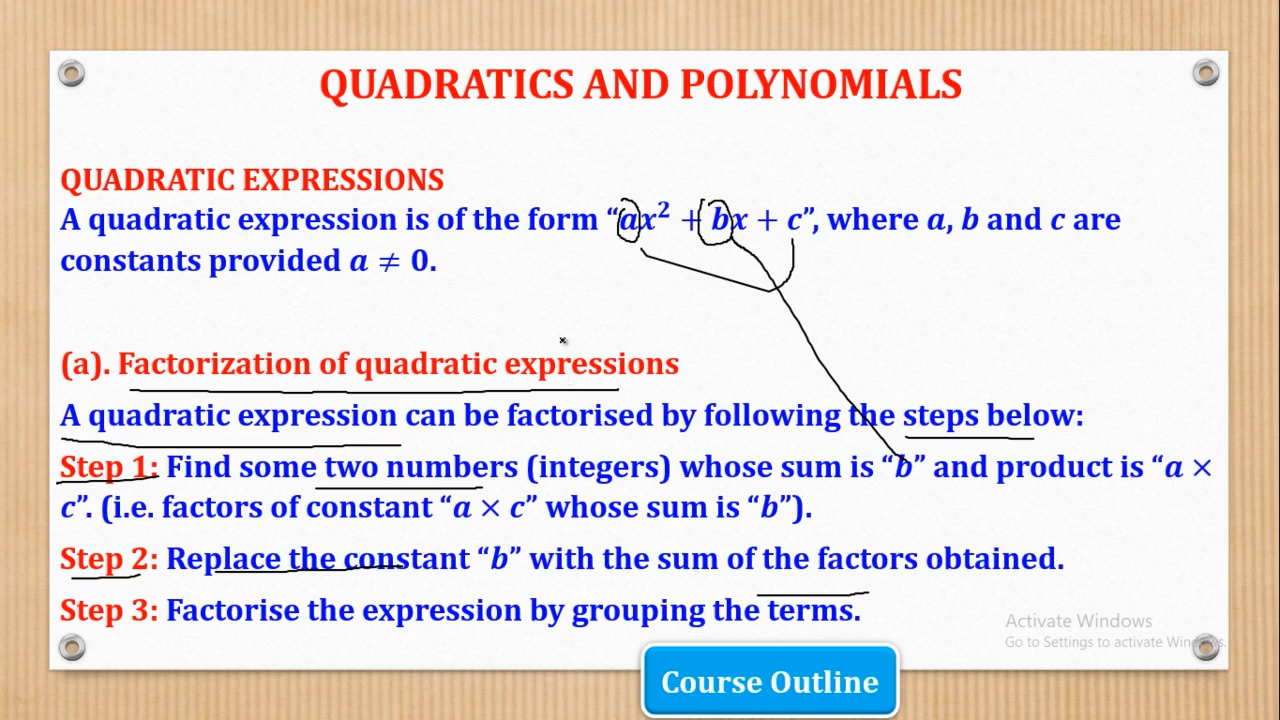 QUADRATICS AND POLYNOMIALS
QUADRATIC EXPRESSIONS
A quadratic expression is of the form “ax² + bx + c”, where a, b and c are
constants provided a ≠ 0.
(a). Factorization of quadratic expressions
A quadratic expression can be factorised by following the steps below:
Step 1: Find some two numbers (integers) whose sum is “b” and product is “a ×
c”. (i.e. factors of constant “a × c” whose sum is “b”).
Step 2: Replace the constant “b” with the sum of the factors obtained.
Step 3: Factorise the expression by grouping the terms.
Activate Windows
Go to Settings to activate Windows.
Course Outline